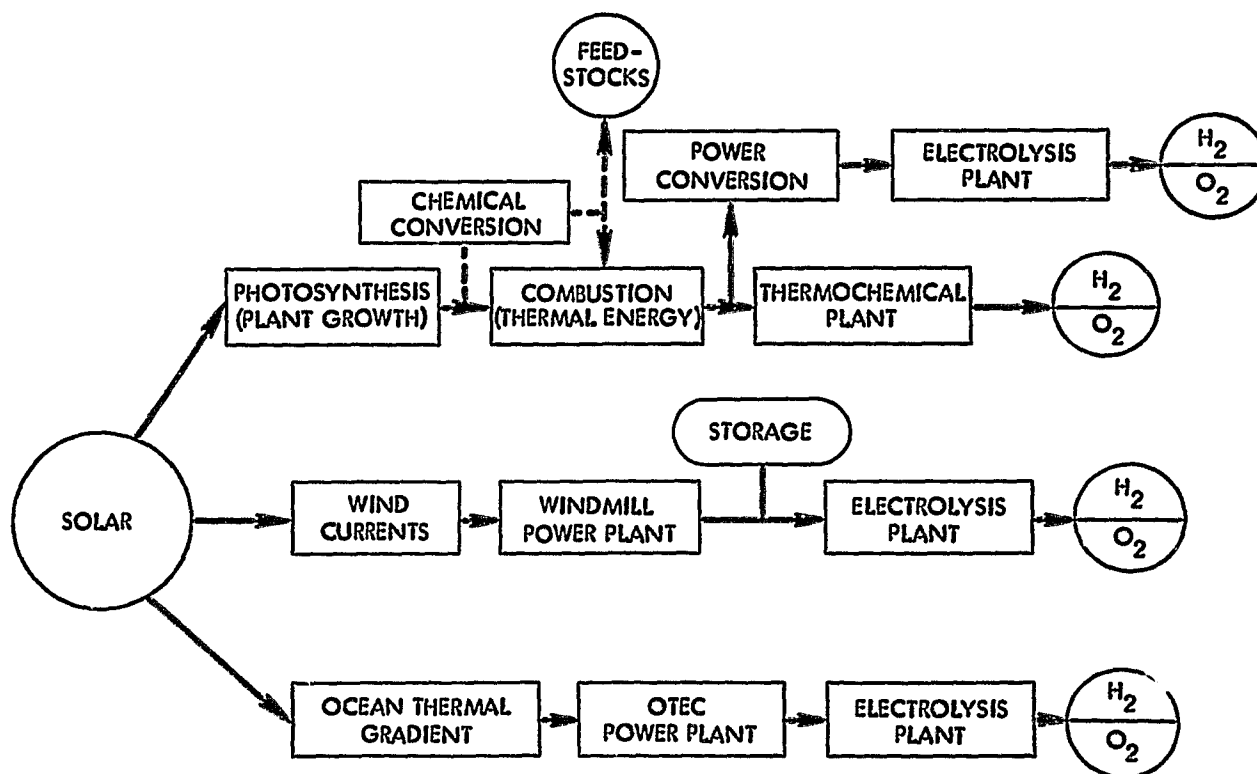 FEED-
STOCKS
POWER
CONVERSION
ELECTROLYSIS
PLANT
H2
O2
CHEMICAL
CONVERSION
PHOTOSYNTHESIS
(PLANT GROWTH)
COMBUSTION
(THERMAL ENERGY)
THERMOCHEMICAL
PLANT
H2
O2
STORAGE
SOLAR
WIND
CURRENTS
WINDMILL
POWER PLANT
ELECTROLYSIS
PLANT
H2
O2
OCEAN THERMAL
GRADIENT
OTEC
POWER PLANT
ELECTROLYSIS
PLANT
H2
O2